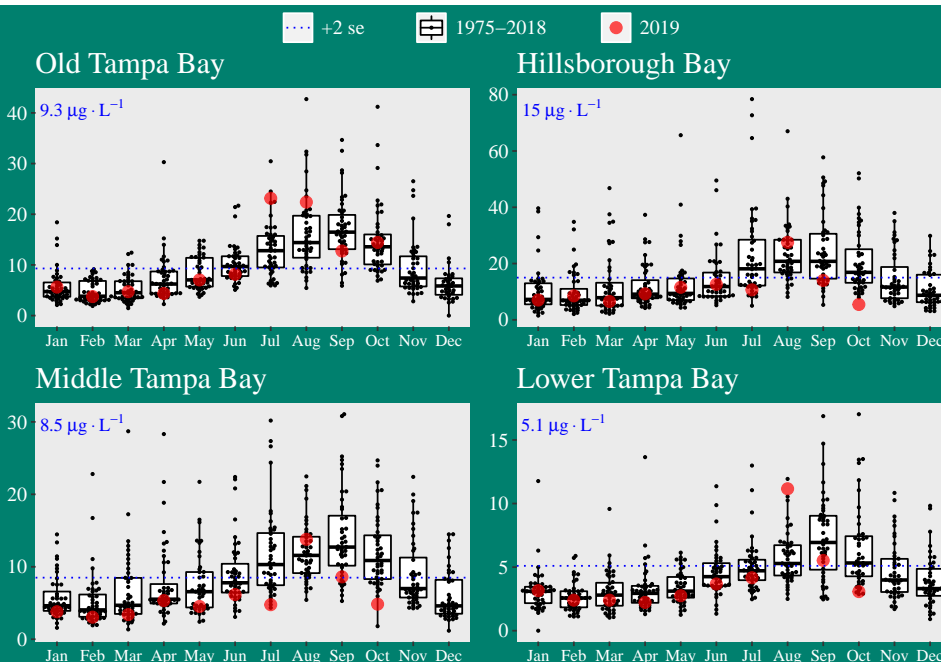 +2 se 1975−2018 2019
Old Tampa Bay
9.3 μg · L⁻¹
40
30
20
10
0
Jan Feb Mar Apr May Jun Jul Aug Sep Oct Nov Dec
Hillsborough Bay
15 μg · L⁻¹
80
60
40
20
0
Jan Feb Mar Apr May Jun Jul Aug Sep Oct Nov Dec
Middle Tampa Bay
8.5 μg · L⁻¹
30
20
10
0
Jan Feb Mar Apr May Jun Jul Aug Sep Oct Nov Dec
Lower Tampa Bay
5.1 μg · L⁻¹
15
10
5
0
Jan Feb Mar Apr May Jun Jul Aug Sep Oct Nov Dec